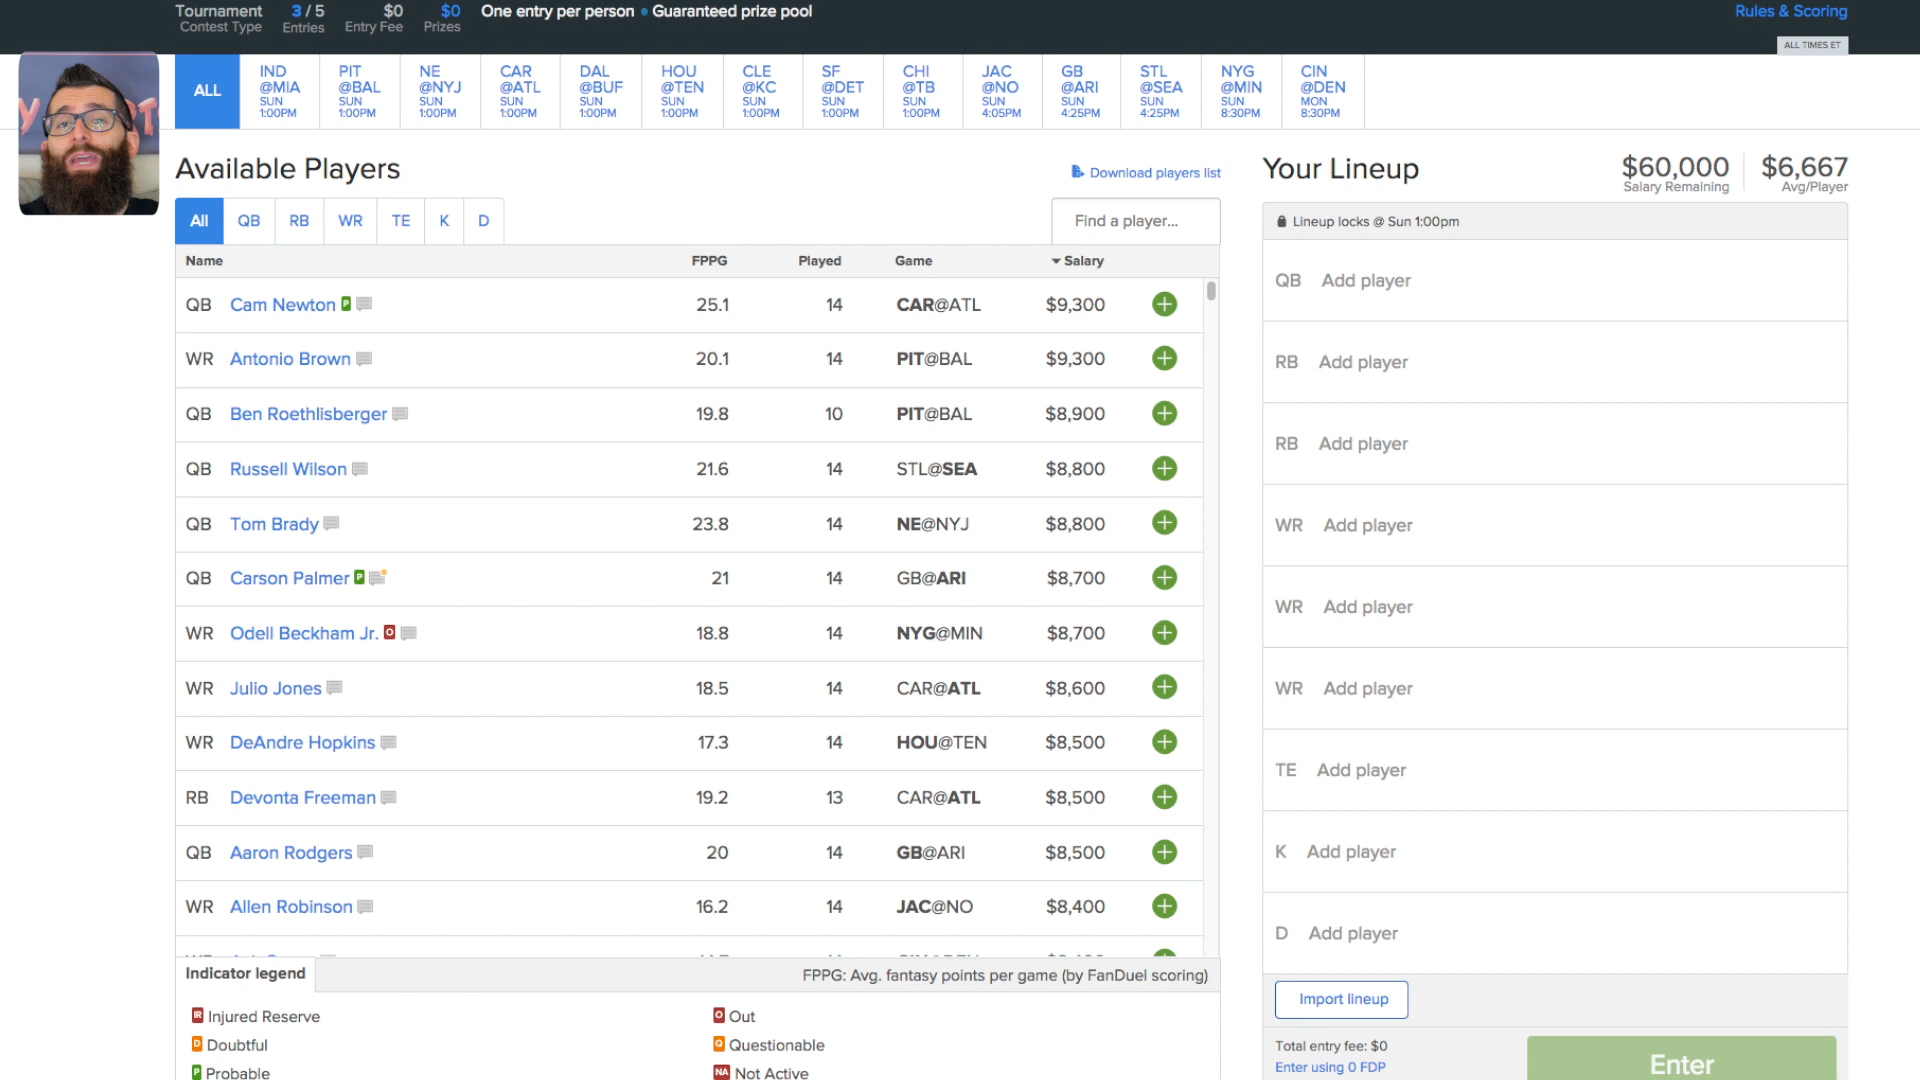 Tournament
Contest Type
3 / 5
Entries
$0
Entry Fee
$0
Prizes
One entry per person • Guaranteed prize pool
Rules & Scoring
ALL TIMES ET
ALL
IND
@MIA
SUN
1:00PM
PIT
@BAL
SUN
1:00PM
NE
@NYJ
SUN
1:00PM
CAR
@ATL
SUN
1:00PM
DAL
@BUF
SUN
1:00PM
HOU
@TEN
SUN
1:00PM
CLE
@KC
SUN
1:00PM
SF
@DET
SUN
1:00PM
CHI
@TB
SUN
1:00PM
JAC
@NO
SUN
4:05PM
GB
@ARI
SUN
4:25PM
STL
@SEA
SUN
4:25PM
NYG
@MIN
SUN
8:30PM
CIN
@DEN
MON
8:30PM
Available Players
Download players list
All QB RB WR TE K D
Find a player...
Name FPPG Played Game Salary
QB Cam Newton P 25.1 14 CAR@ATL $9,300
WR Antonio Brown 20.1 14 PIT@BAL $9,300
QB Ben Roethlisberger 19.8 10 PIT@BAL $8,900
QB Russell Wilson 21.6 14 STL@SEA $8,800
QB Tom Brady 23.8 14 NE@NYJ $8,800
QB Carson Palmer P 21 14 GB@ARI $8,700
WR Odell Beckham Jr. O 18.8 14 NYG@MIN $8,700
WR Julio Jones 18.5 14 CAR@ATL $8,600
WR DeAndre Hopkins 17.3 14 HOU@TEN $8,500
RB Devonta Freeman 19.2 13 CAR@ATL $8,500
QB Aaron Rodgers 20 14 GB@ARI $8,500
WR Allen Robinson 16.2 14 JAC@NO $8,400
Indicator legend
FPPG: Avg. fantasy points per game (by FanDuel scoring)
IR Injured Reserve
O Out
D Doubtful
Q Questionable
P Probable
NA Not Active
Your Lineup
$60,000
Salary Remaining
$6,667
Avg/Player
Lineup locks @ Sun 1:00pm
QB Add player
RB Add player
RB Add player
WR Add player
WR Add player
WR Add player
TE Add player
K Add player
D Add player
Import lineup
Total entry fee: $0
Enter using 0 FDP
Enter